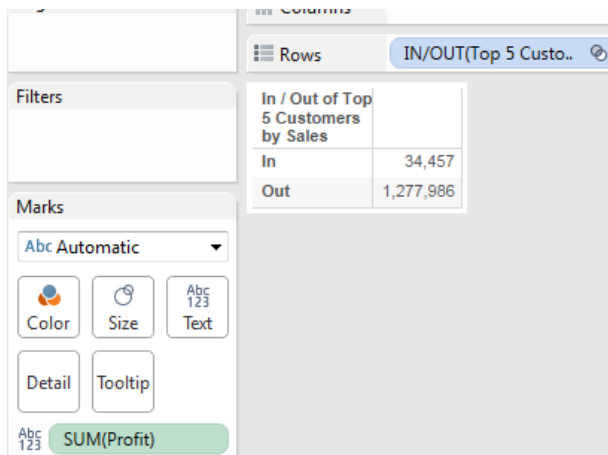 Columns
Rows
IN/OUT(Top 5 Custo..
Filters
In / Out of Top
5 Customers
by Sales
In 34,457
Out 1,277,986
Marks
Abc Automatic
Color
Size
Abc
123
Text
Detail
Tooltip
Abc
123
SUM(Profit)